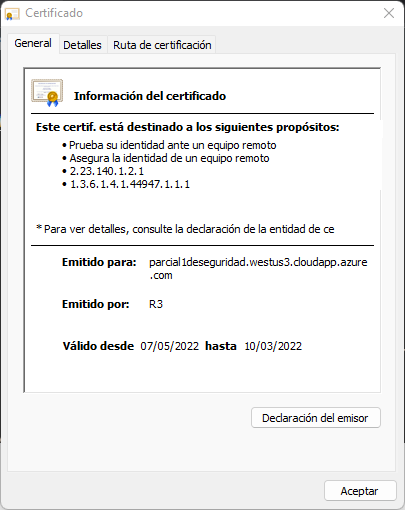 Certificado
General Detalles Ruta de certificación
Información del certificado
Este certif. está destinado a los siguientes propósitos:
• Prueba su identidad ante un equipo remoto
• Asegura la identidad de un equipo remoto
• 2.23.140.1.2.1
• 1.3.6.1.4.1.44947.1.1.1
* Para ver detalles, consulte la declaración de la entidad de ce
Emitido para: parcial1deseguridad.westus3.cloudapp.azure
.com
Emitido por: R3
Válido desde 07/05/2022 hasta 10/03/2022
Declaración del emisor
Aceptar